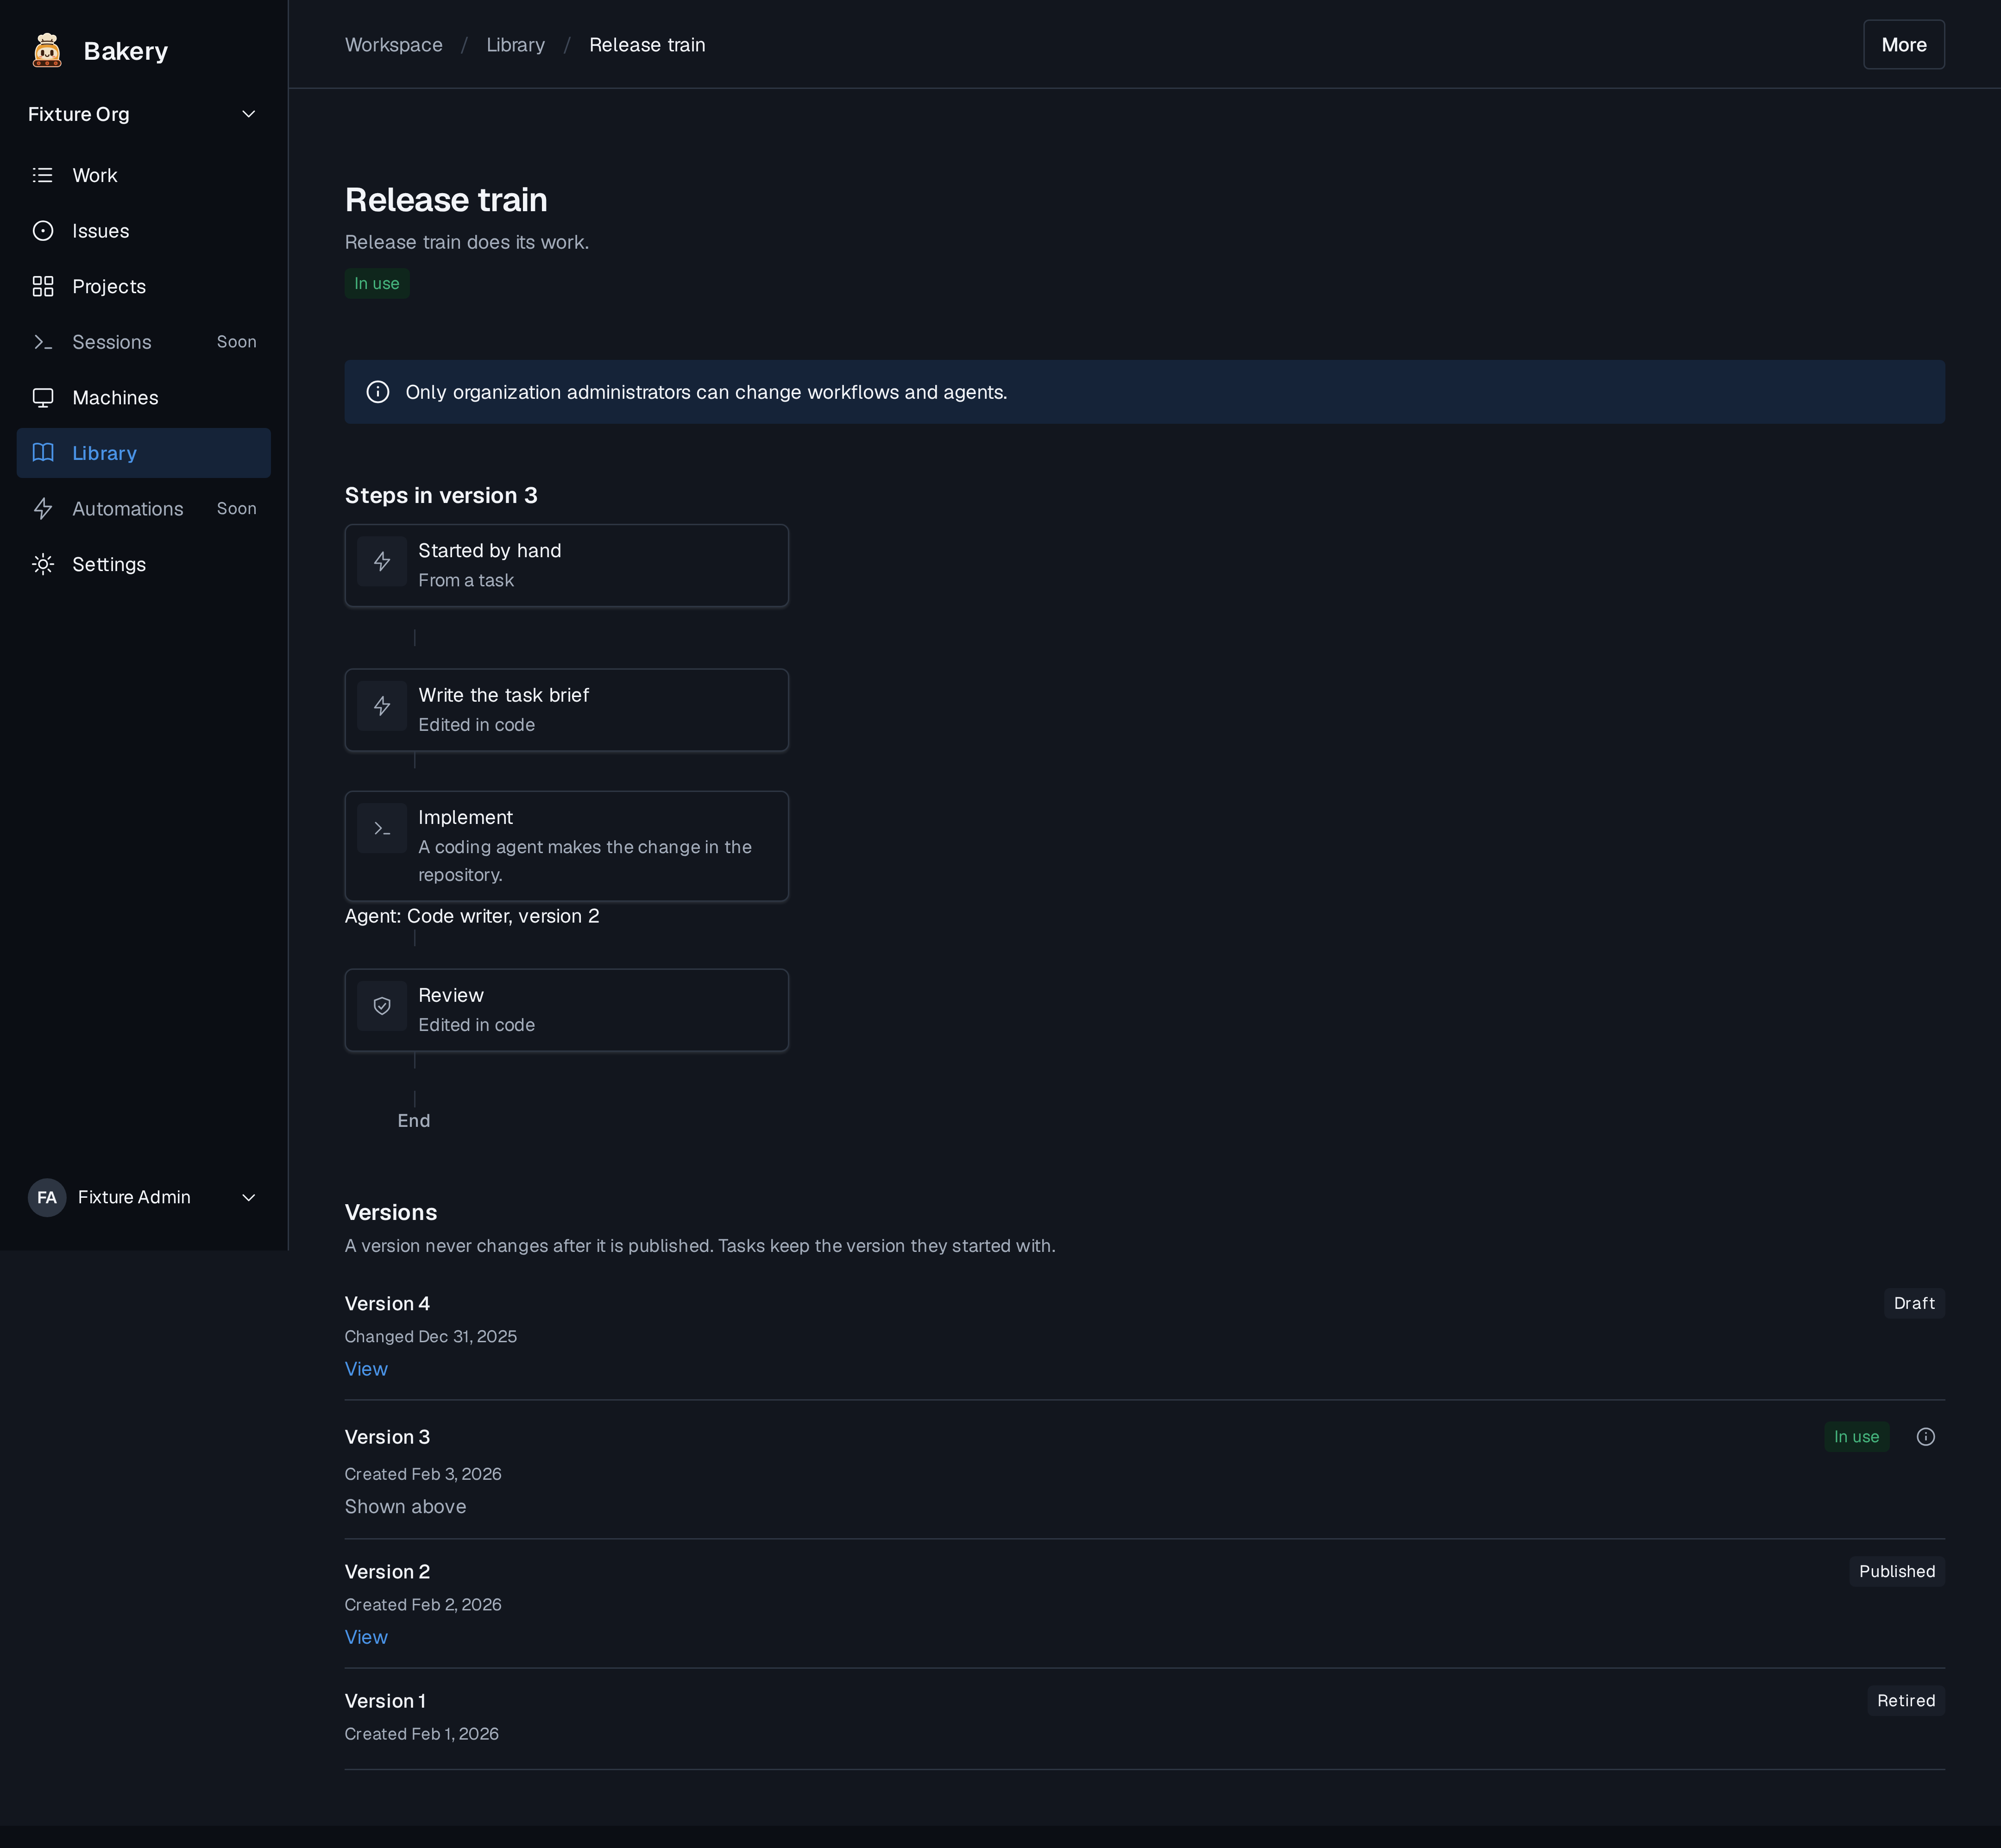 Bakery
Fixture Org
Work
Issues
Projects
Sessions Soon
Machines
Library
Automations Soon
Settings
FA Fixture Admin
Workspace / Library / Release train
More
Release train
Release train does its work.
In use
Only organization administrators can change workflows and agents.
Steps in version 3
Started by hand
From a task
Write the task brief
Edited in code
Implement
A coding agent makes the change in the
repository.
Agent: Code writer, version 2
Review
Edited in code
End
Versions
A version never changes after it is published. Tasks keep the version they started with.
Version 4 Draft
Changed Dec 31, 2025
View
Version 3 In use
Created Feb 3, 2026
Shown above
Version 2 Published
Created Feb 2, 2026
View
Version 1 Retired
Created Feb 1, 2026